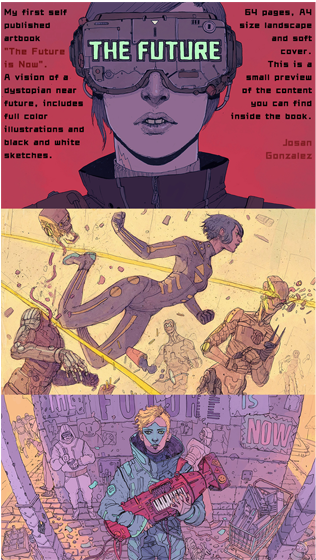 My first self
published
artbook
"The Future
is Now".
A vision of a
dystopian near
future, includes
full color
illustrations and
black and white
sketches.
THE FUTURE
64 pages, A4
size landscape
and soft
cover.
This is a
small preview
of the content
you can find
inside the book.
Josan
Gonzalez
FUTURE
IS
NOW